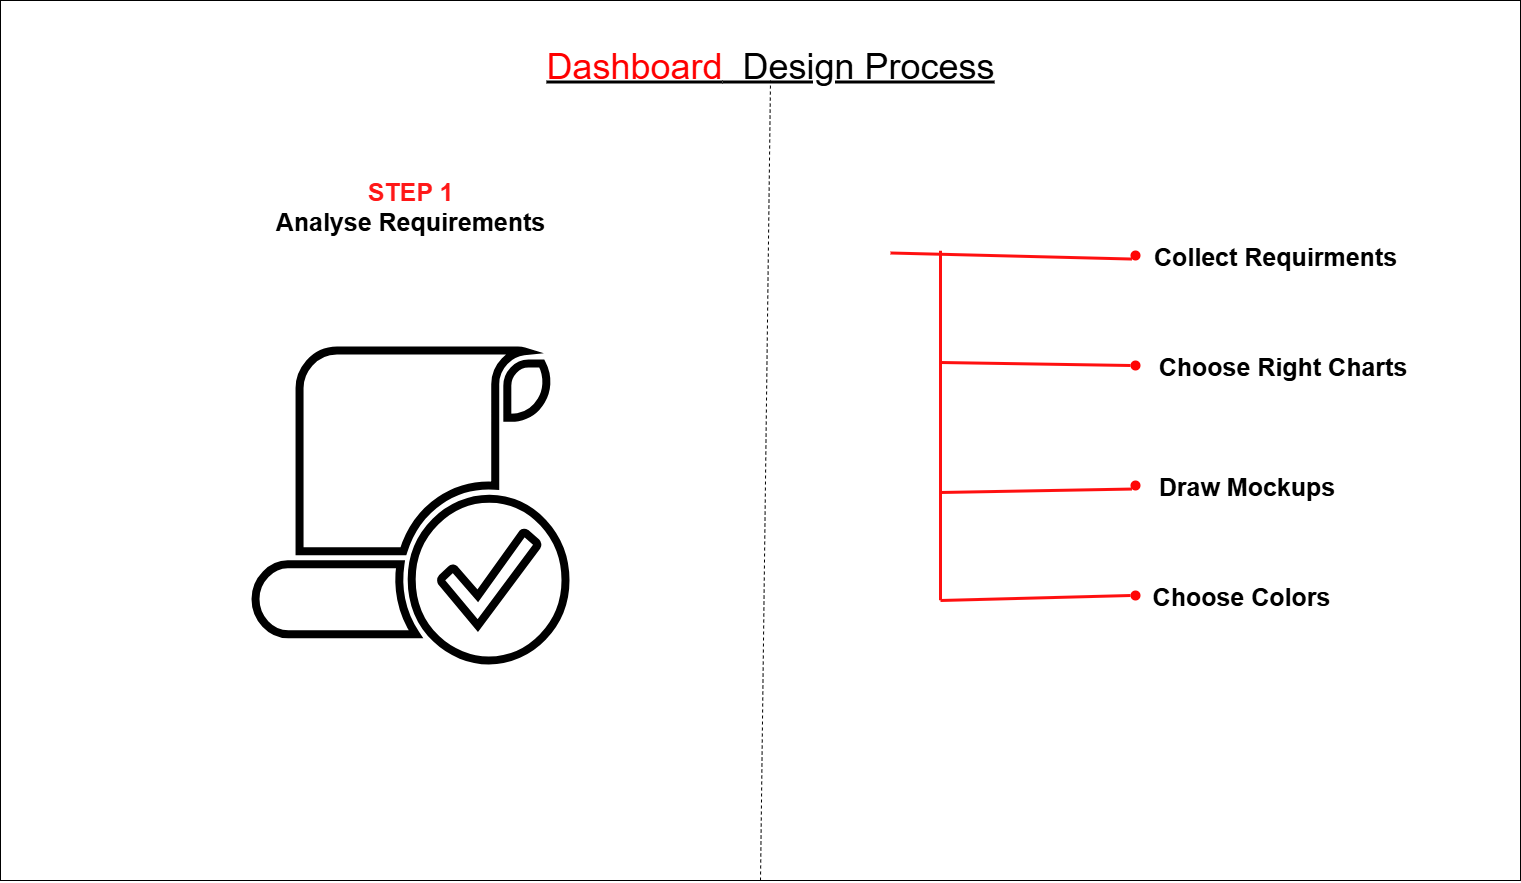 Dashboard  Design Process
STEP 1
Analyse Requirements
Collect Requirments
Choose Right Charts
Draw Mockups
Choose Colors